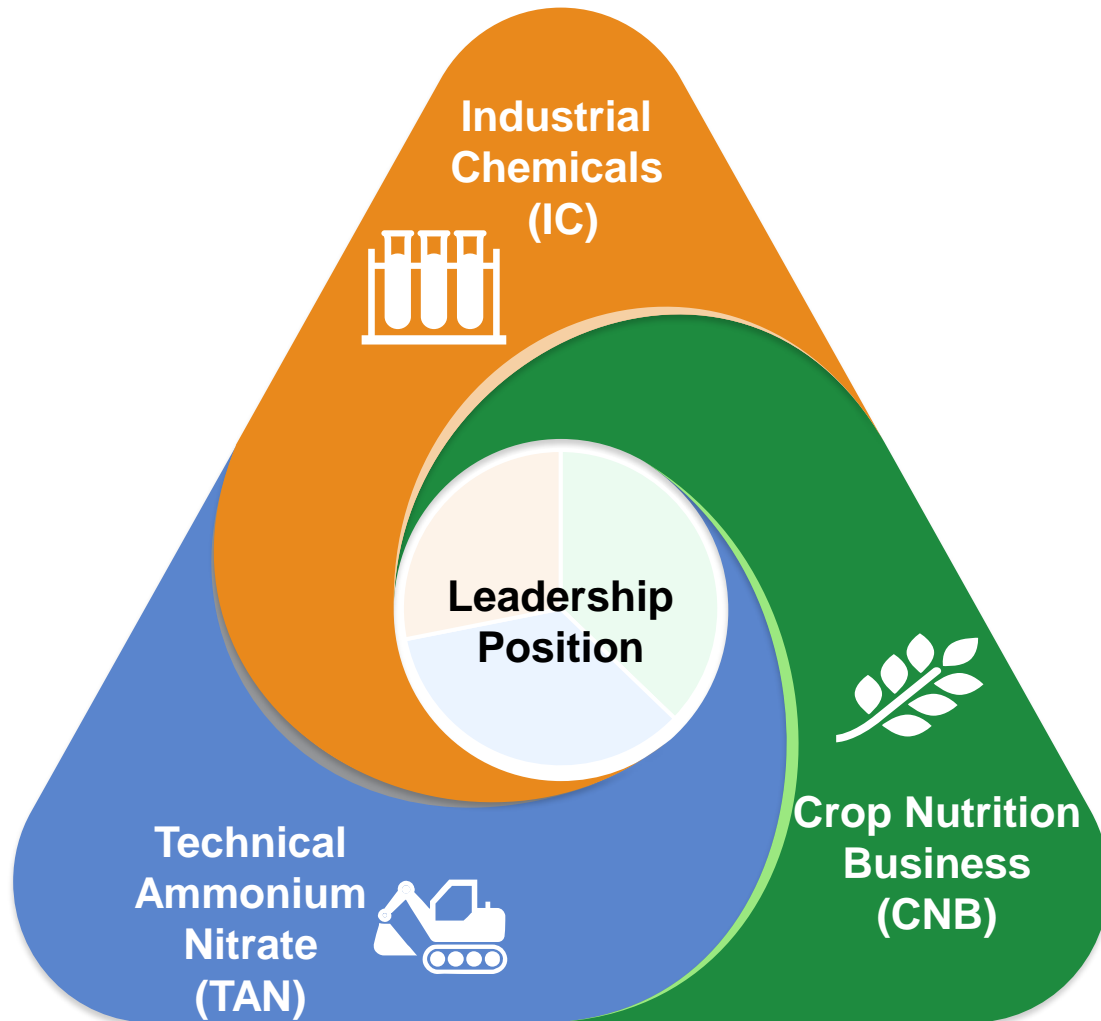 Industrial
Chemicals
(IC)
Leadership
Position
Crop Nutrition
Business
(CNB)
Technical
Ammonium
Nitrate
(TAN)